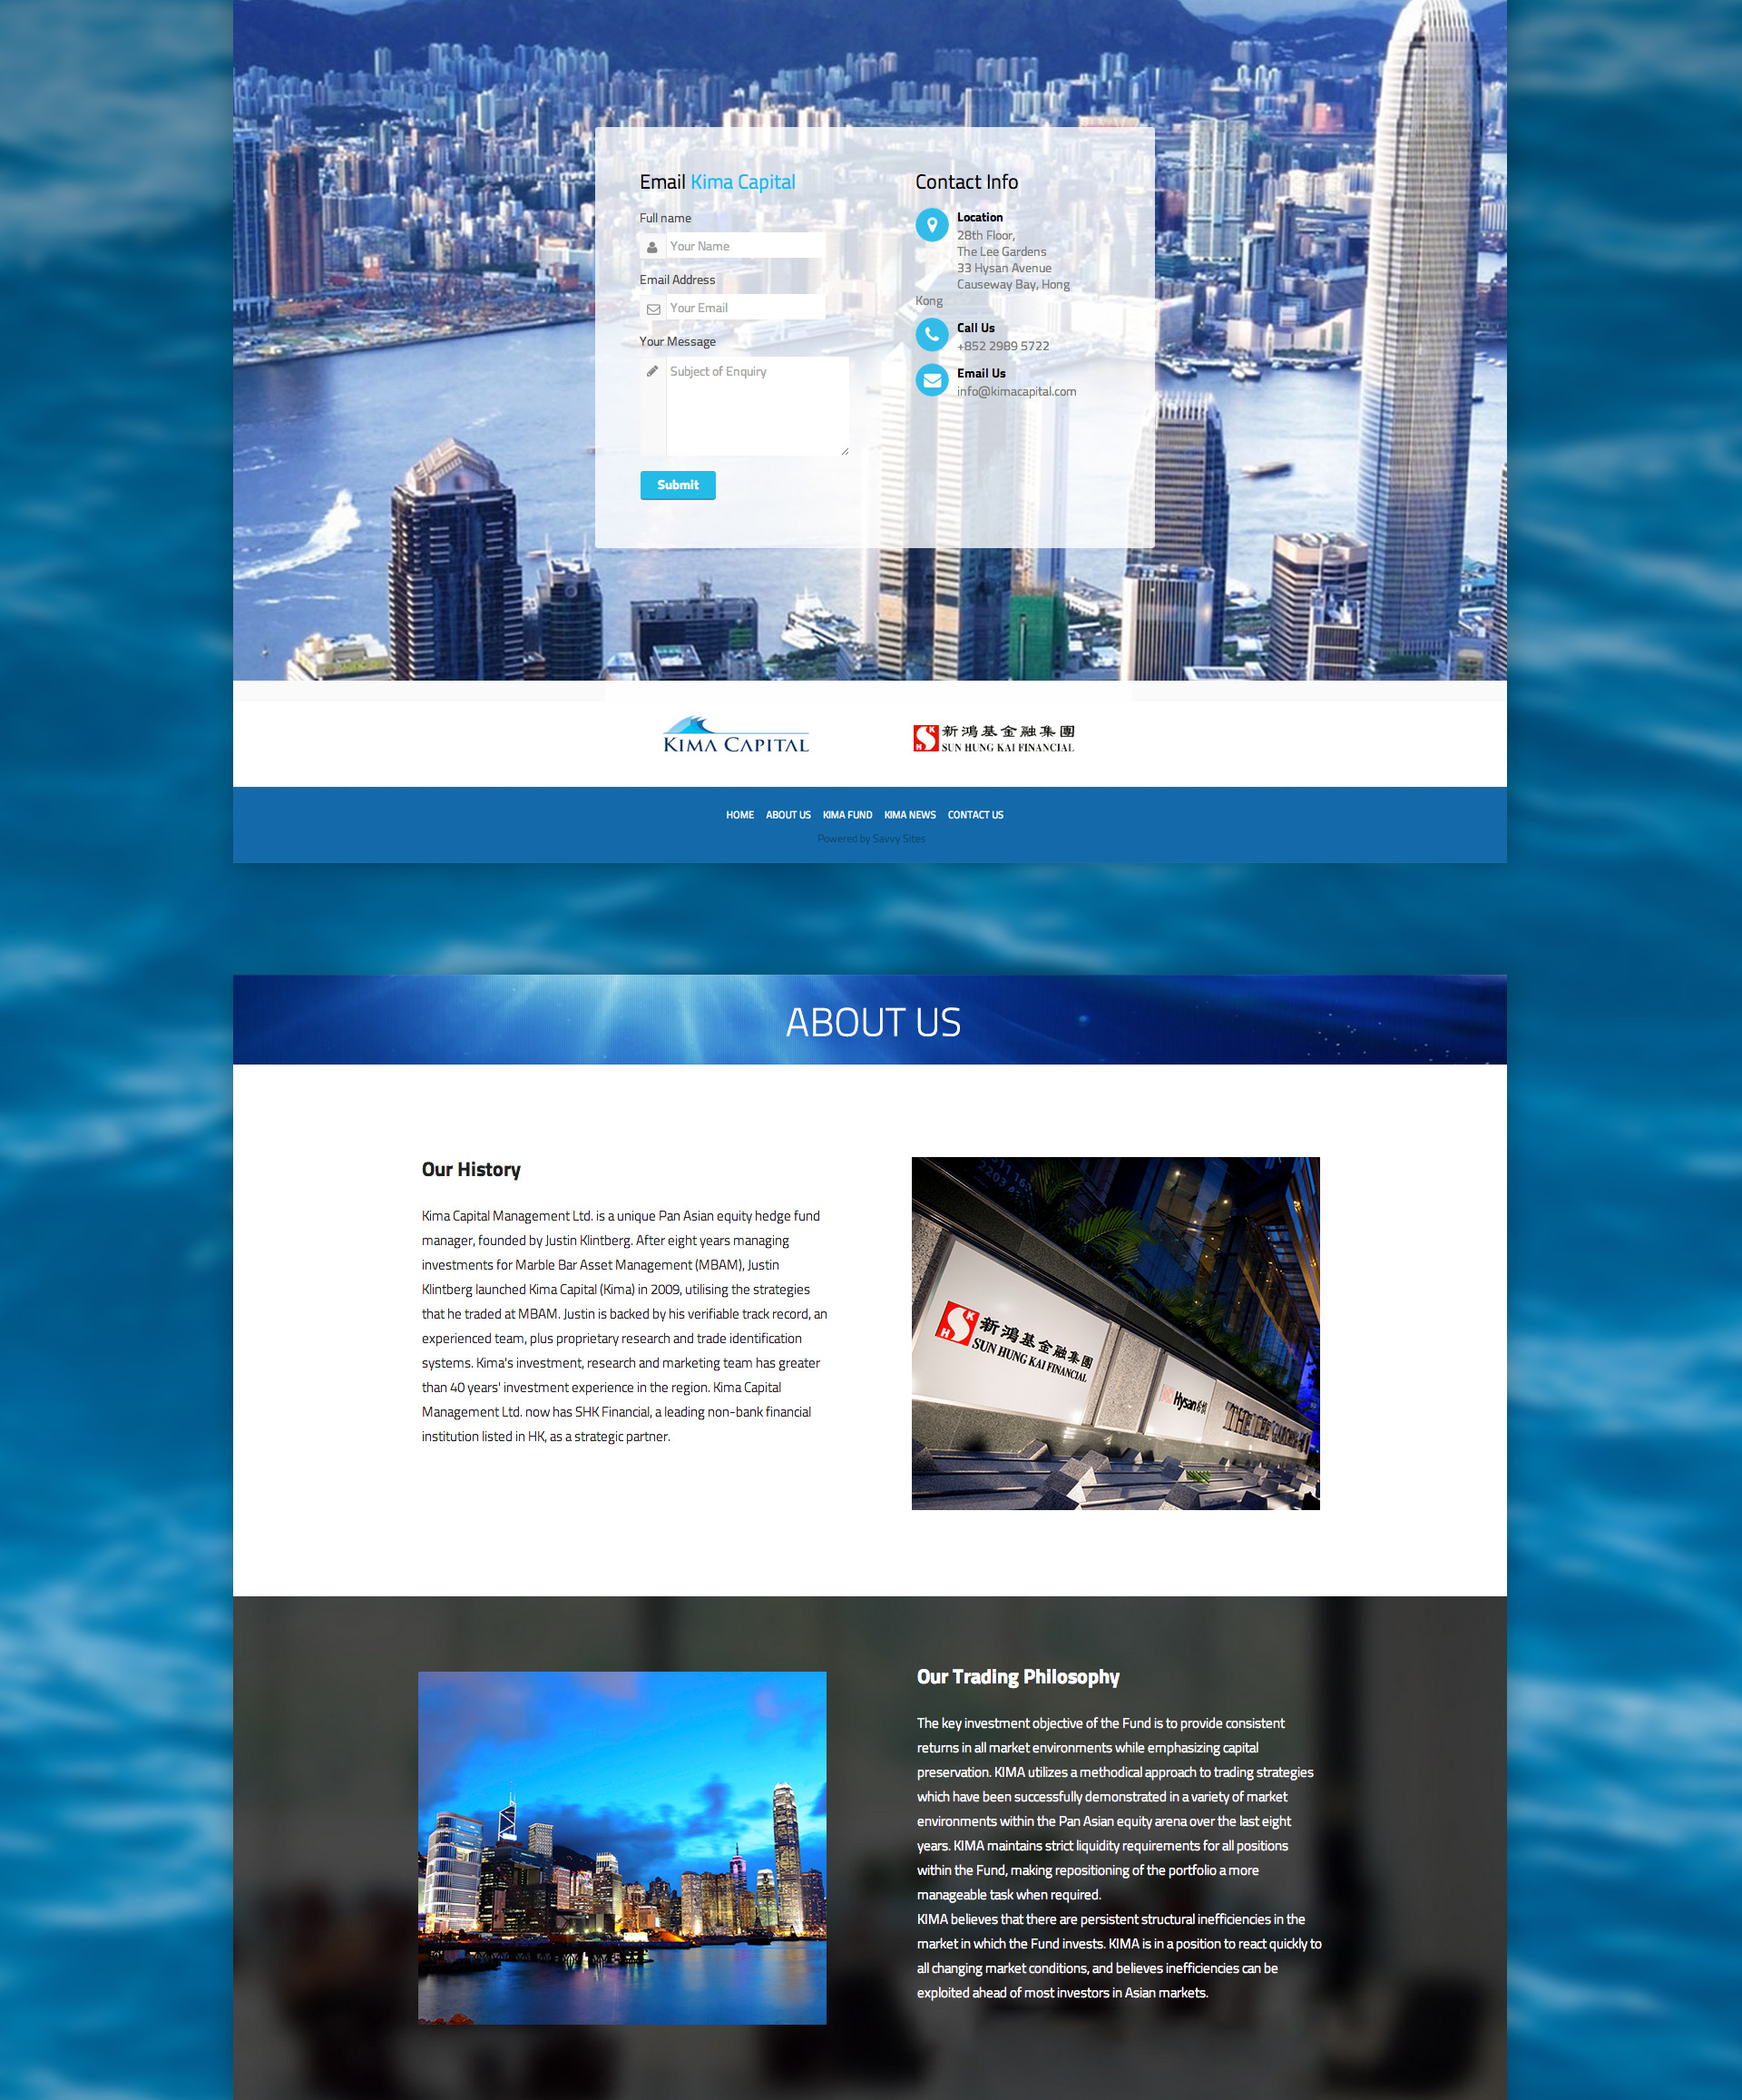 Email Kima Capital
Full name
Your Name
Email Address
Your Email
Your Message
Subject of Enquiry
Submit
Contact Info
Location
28th Floor,
The Lee Gardens
33 Hysan Avenue
Causeway Bay, Hong
Kong
Call Us
+852 2989 5722
Email Us
info@kimacapital.com
KIMA CAPITAL
新鴻基金融集團
SUN HUNG KAI FINANCIAL
HOME ABOUT US KIMA FUND KIMA NEWS CONTACT US
Powered by Savvy Sites
ABOUT US
Our History
Kima Capital Management Ltd. is a unique Pan Asian equity hedge fund
manager, founded by Justin Klintberg. After eight years managing
investments for Marble Bar Asset Management (MBAM), Justin
Klintberg launched Kima Capital (Kima) in 2009, utilising the strategies
that he traded at MBAM. Justin is backed by his verifiable track record, an
experienced team, plus proprietary research and trade identification
systems. Kima's investment, research and marketing team has greater
than 40 years' investment experience in the region. Kima Capital
Management Ltd. now has SHK Financial, a leading non-bank financial
institution listed in HK, as a strategic partner.
新鴻基金融集團
SUN HUNG KAI FINANCIAL
Hysan
THE LEE GARDENS
Our Trading Philosophy
The key investment objective of the Fund is to provide consistent
returns in all market environments while emphasizing capital
preservation. KIMA utilizes a methodical approach to trading strategies
which have been successfully demonstrated in a variety of market
environments within the Pan Asian equity arena over the last eight
years. KIMA maintains strict liquidity requirements for all positions
within the Fund, making repositioning of the portfolio a more
manageable task when required.
KIMA believes that there are persistent structural inefficiencies in the
market in which the Fund invests. KIMA is in a position to react quickly to
all changing market conditions, and believes inefficiencies can be
exploited ahead of most investors in Asian markets.